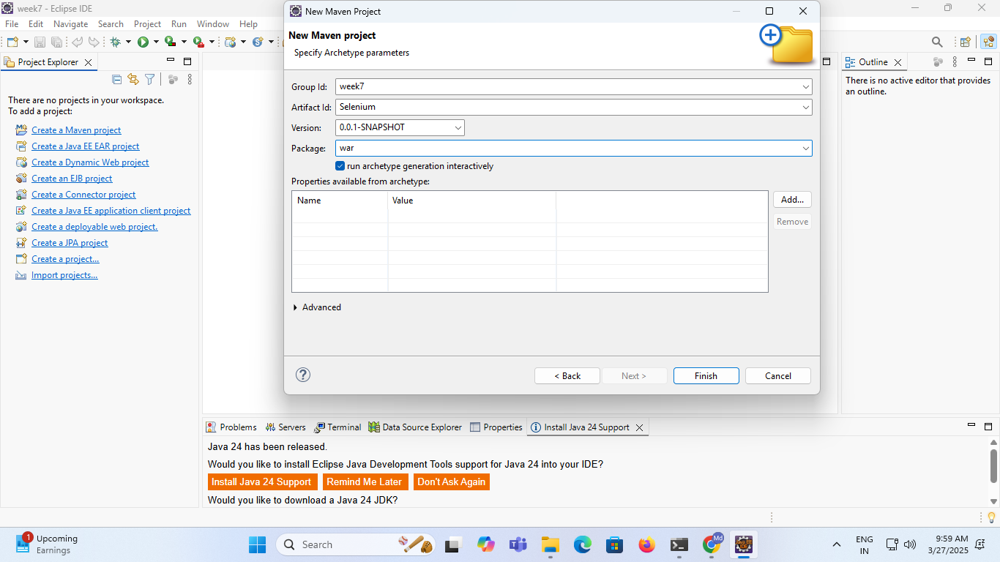 week7 - Eclipse IDE
File Edit Navigate Search Project Run Window Help
Project Explorer
There are no projects in your workspace.
To add a project:
Create a Maven project
Create a Java EE EAR project
Create a Dynamic Web project
Create an EJB project
Create a Connector project
Create a Java EE application client project
Create a deployable web project.
Create a JPA project
Create a project...
Import projects...
New Maven Project
New Maven project
Specify Archetype parameters
Group Id: week7
Artifact Id: Selenium
Version: 0.0.1-SNAPSHOT
Package: war
run archetype generation interactively
Properties available from archetype:
Name Value
Add...
Remove
Advanced
< Back Next > Finish Cancel
Outline
There is no active editor that provides
an outline.
Problems Servers Terminal Data Source Explorer Properties Install Java 24 Support
Java 24 has been released.
Would you like to install Eclipse Java Development Tools support for Java 24 into your IDE?
Install Java 24 Support Remind Me Later Don't Ask Again
Would you like to download a Java 24 JDK?
1
Upcoming
Earnings
Search
Md
ENG
IN
9:59 AM
3/27/2025